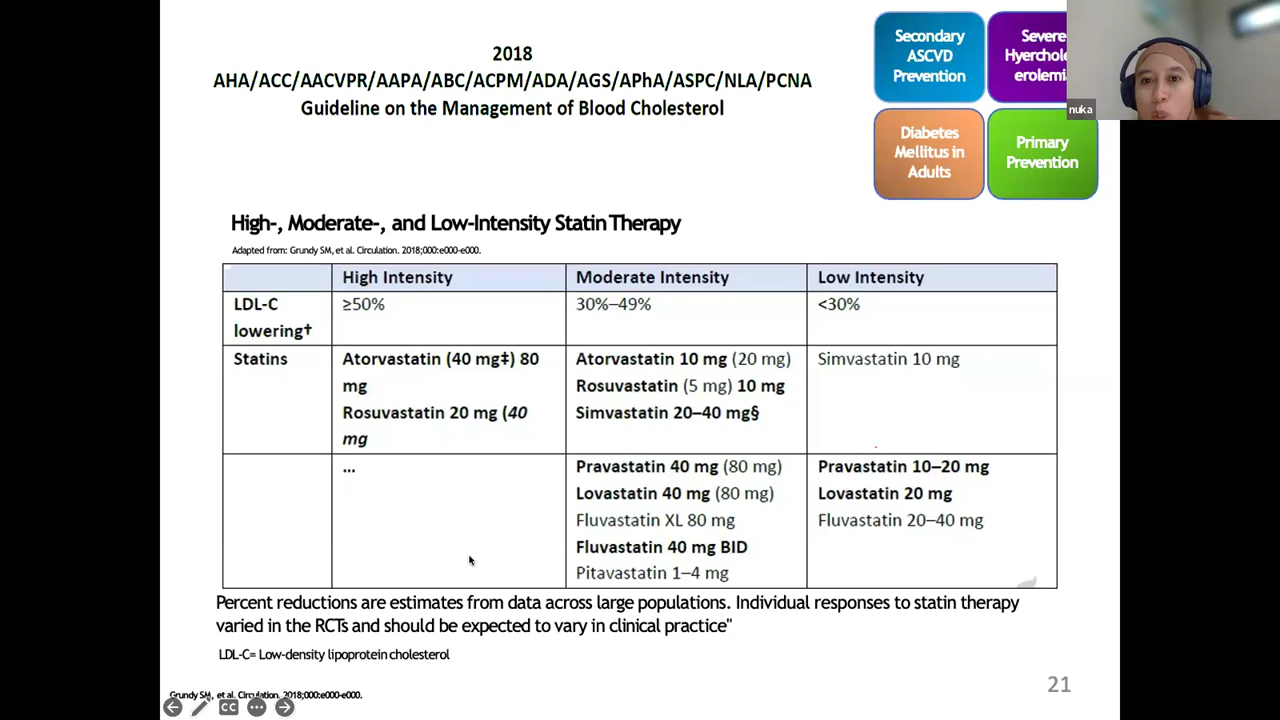 2018
AHA/ACC/AACVPR/AAPA/ABC/ACPM/ADA/AGS/APhA/ASPC/NLA/PCNA
Guideline on the Management of Blood Cholesterol
Secondary
ASCVD
Prevention
Severe
Hyerchole
erolemi
Diabetes
Mellitus in
Adults
Primary
Prevention
nuka
High-, Moderate-, and Low-Intensity Statin Therapy
Adapted from: Grundy SM, et al. Circulation. 2018;000:e000-e000.
High Intensity Moderate Intensity Low Intensity
LDL-C
lowering†
≥50% 30%–49% <30%
Statins
Atorvastatin (40 mg‡) 80
mg
Rosuvastatin 20 mg (40
mg
Atorvastatin 10 mg (20 mg)
Rosuvastatin (5 mg) 10 mg
Simvastatin 20–40 mg§
Simvastatin 10 mg
...
Pravastatin 40 mg (80 mg)
Lovastatin 40 mg (80 mg)
Fluvastatin XL 80 mg
Fluvastatin 40 mg BID
Pitavastatin 1–4 mg
Pravastatin 10–20 mg
Lovastatin 20 mg
Fluvastatin 20–40 mg
Percent reductions are estimates from data across large populations. Individual responses to statin therapy
varied in the RCTs and should be expected to vary in clinical practice"
LDL-C= Low-density lipoprotein cholesterol
21
Grundy SM, et al. Circulation. 2018;000:e000-e000.
CC